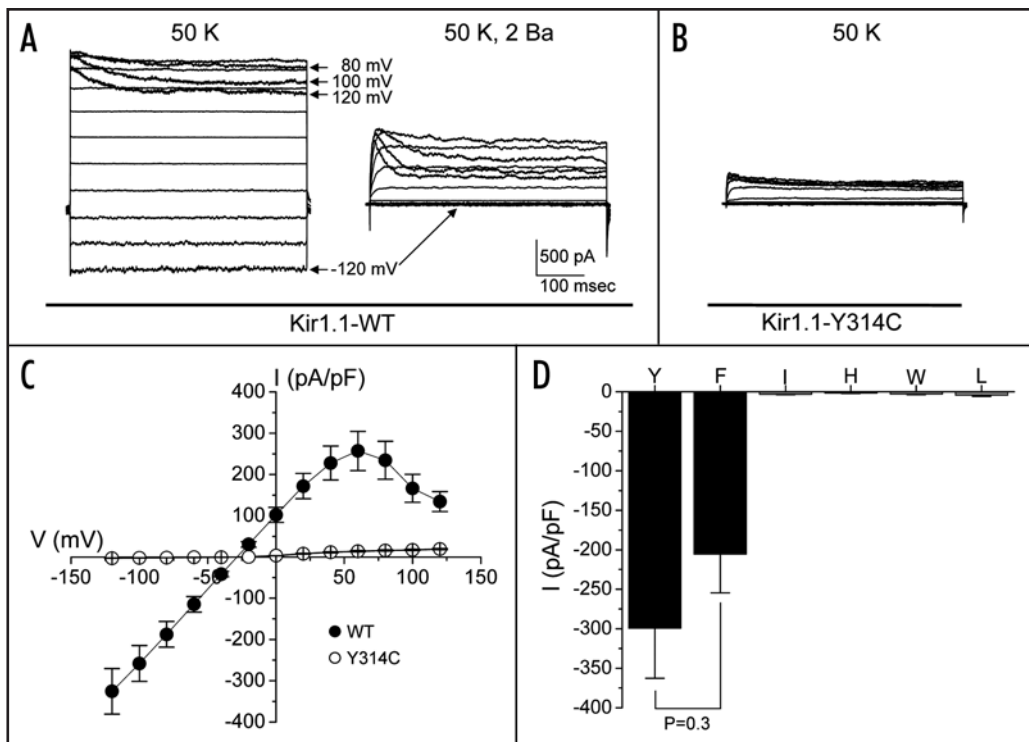 A
50 K
50 K, 2 Ba
80 mV
100 mV
120 mV
-120 mV
500 pA
100 msec
Kir1.1-WT
B
50 K
Kir1.1-Y314C
C
I (pA/pF)
400
300
200
100
V (mV)
-150 -100 -50 0 50 100 150
-100
-200
-300
-400
WT
Y314C
D
Y F I H W L
0
-50
-100
-150
-200
-250
-300
-350
-400
I (pA/pF)
P=0.3